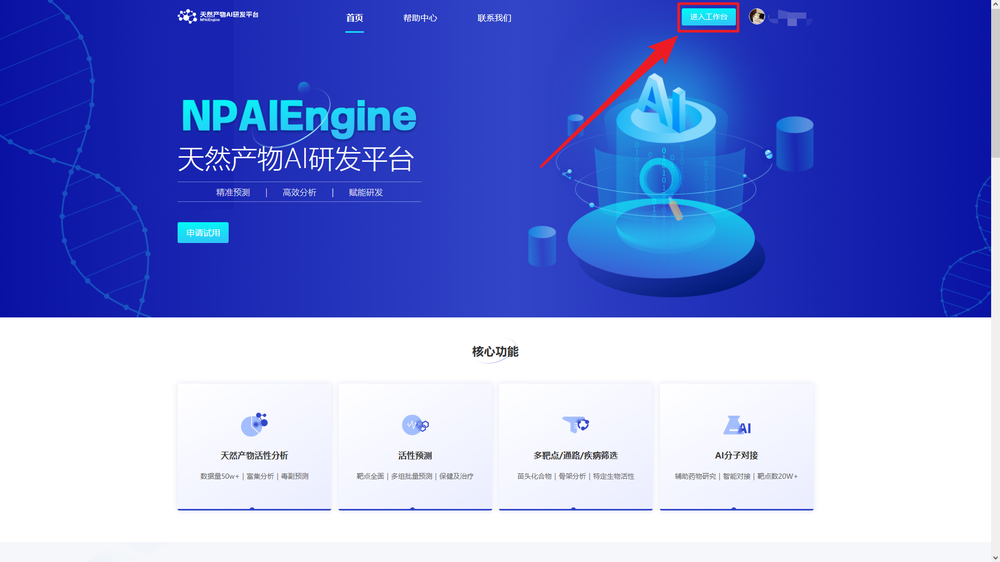 天然产物AI研发平台
NPAIEngine
首页
帮助中心
联系我们
进入工作台
NPAIEngine
天然产物AI研发平台
精准预测 | 高效分析 | 赋能研发
申请试用
AI
核心功能
天然产物活性分析
数据量50w+ | 富集分析 | 毒副预测
活性预测
靶点全面 | 多组批量预测 | 保健及治疗
多靶点/通路/疾病筛选
苗头化合物 | 骨架分析 | 特定生物活性
AI
AI分子对接
辅助药物研究 | 智能对接 | 靶点数20W+